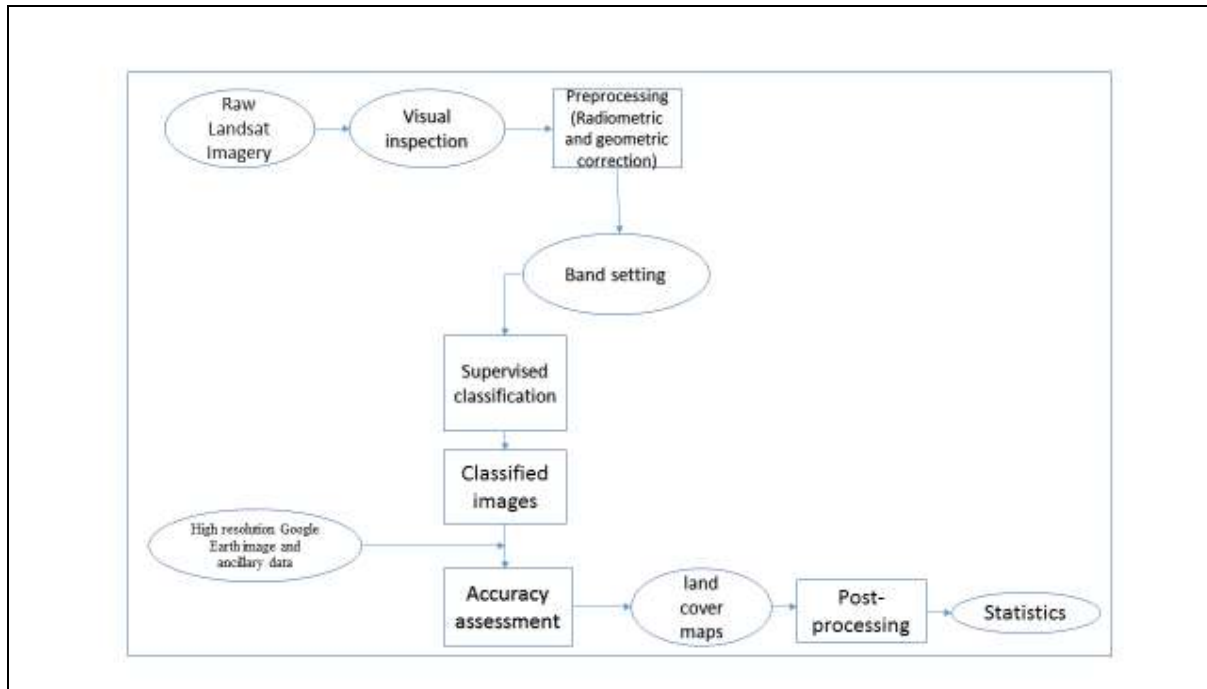 Raw
Landsat
Imagery
Visual
inspection
Preprocessing
(Radiometric
and geometric
correction)
Band setting
Supervised
classification
Classified
images
High resolution Google
Earth image and
ancillary data
Accuracy
assessment
land
cover
maps
Post-
processing
Statistics